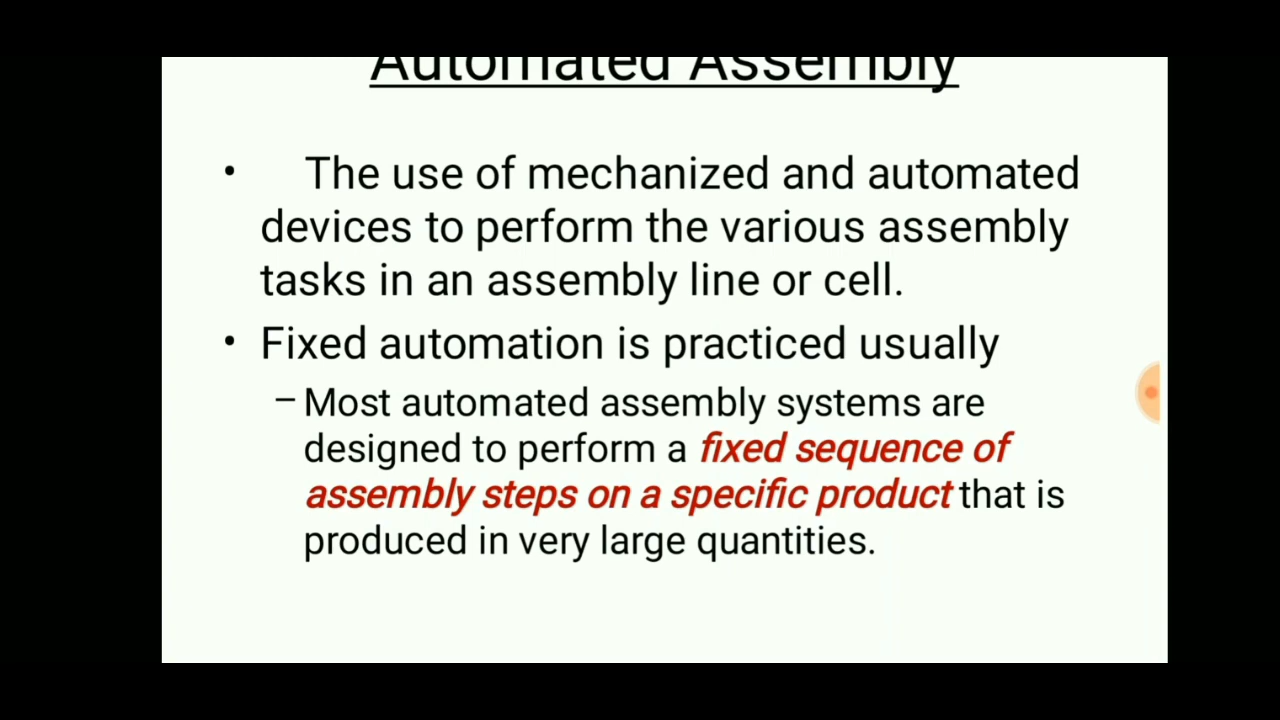 Automated Assembly
• The use of mechanized and automated
devices to perform the various assembly
tasks in an assembly line or cell.
• Fixed automation is practiced usually
– Most automated assembly systems are
designed to perform a fixed sequence of
assembly steps on a specific product that is
produced in very large quantities.